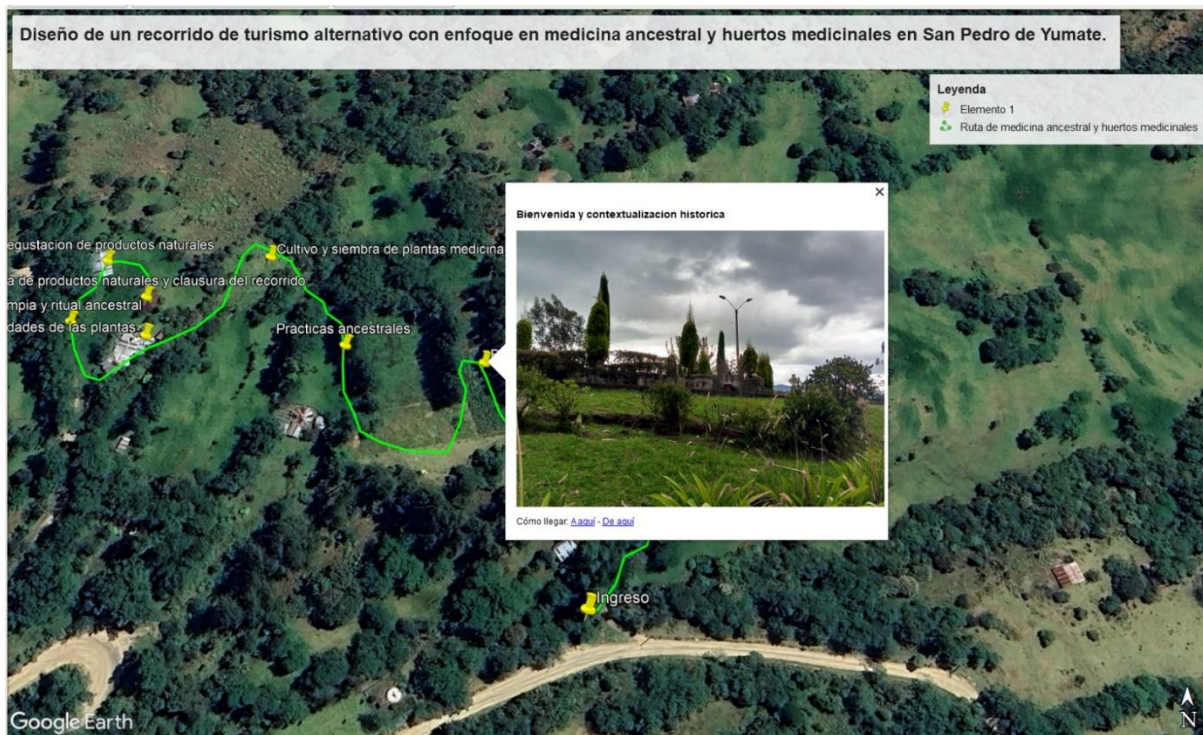 Diseño de un recorrido de turismo alternativo con enfoque en medicina ancestral y huertos medicinales en San Pedro de Yumate.
Leyenda
Elemento 1
Ruta de medicina ancestral y huertos medicinales
Bienvenida y contextualizacion historica
egustacion de productos naturales
Cultivo y siembra de plantas medicina
a de productos naturales y clausura del recorrido
mpia y ritual ancestral
dades de las plantas
Practicas ancestrales
Cómo llegar: A aquí - De aquí
Ingreso
Google Earth
N